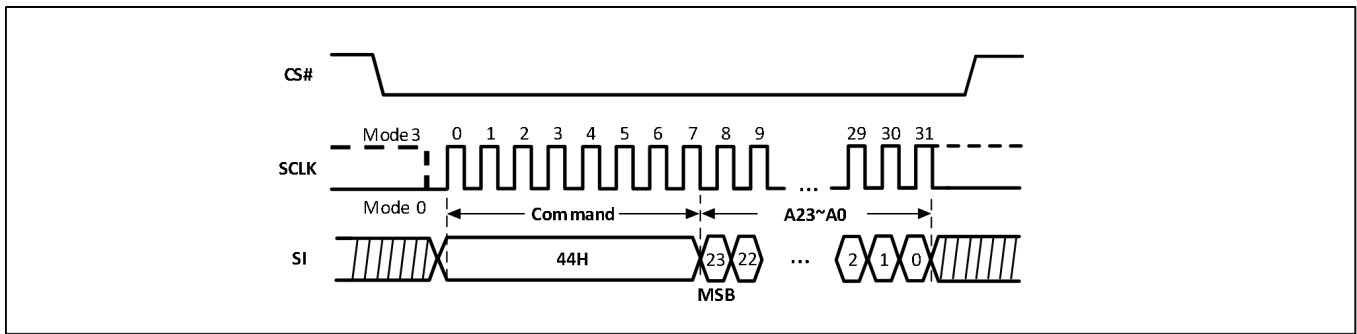 CS#
Mode 3 0 1 2 3 4 5 6 7 8 9 29 30 31
SCLK
...
Mode 0 Command A23~A0
SI 44H 23 22 ... 2 1 0
MSB